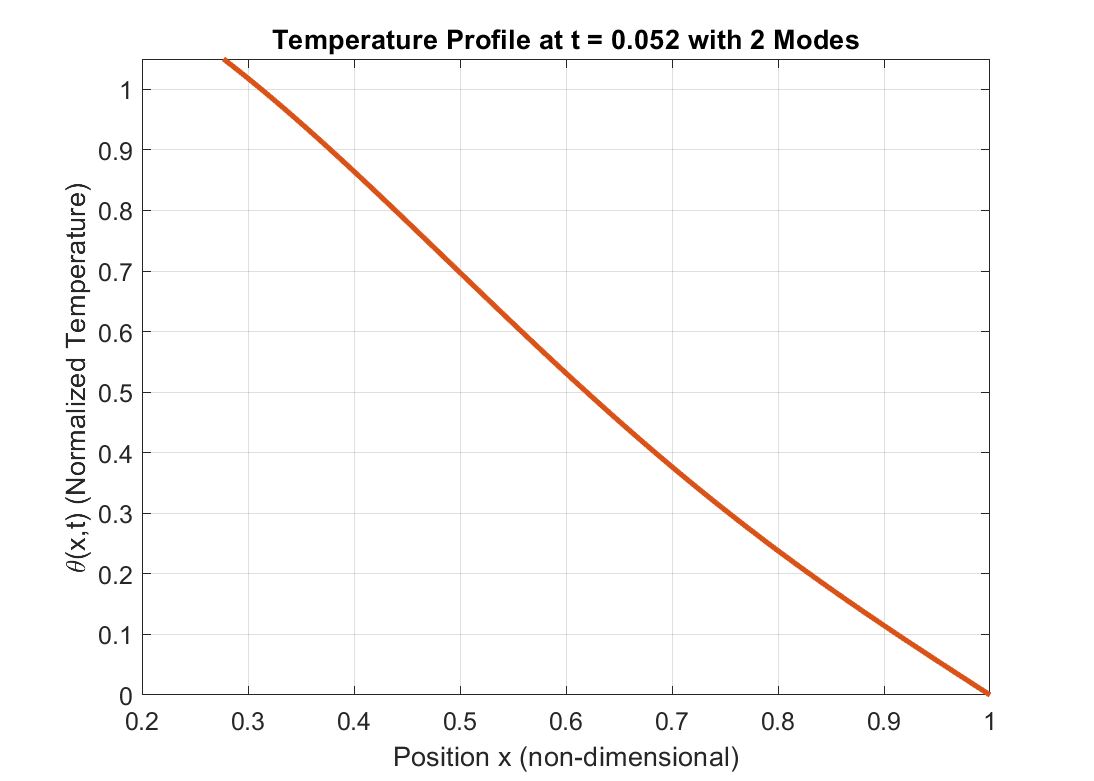 Temperature Profile at t = 0.052 with 2 Modes
θ(x,t) (Normalized Temperature)
1
0.9
0.8
0.7
0.6
0.5
0.4
0.3
0.2
0.1
0
0.2 0.3 0.4 0.5 0.6 0.7 0.8 0.9 1
Position x (non-dimensional)